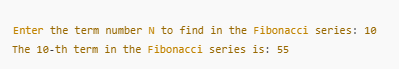 Enter the term number N to find in the Fibonacci series: 10
The 10-th term in the Fibonacci series is: 55